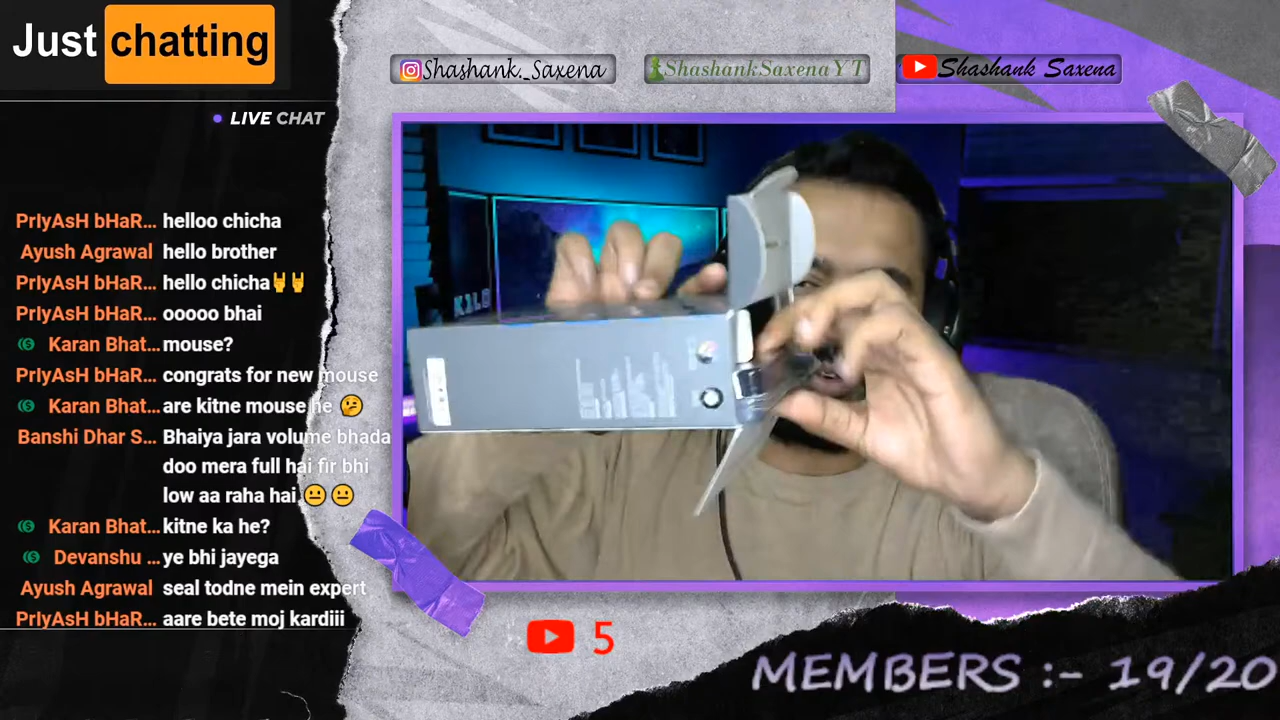 Just chatting
Shashank._Saxena
ShashankSaxenaYT
Shashank Saxena
LIVE CHAT
PrIyAsH bHaR... helloo chicha
Ayush Agrawal hello brother
PrIyAsH bHaR... hello chicha🤘🤘
PrIyAsH bHaR... ooooo bhai
Karan Bhat... mouse?
PrIyAsH bHaR... congrats for new mouse
Karan Bhat... are kitne mouse he 🤔
Banshi Dhar S... Bhaiya jara volume bhada
doo mera full hai fir bhi
low aa raha hai😐😐
Karan Bhat... kitne ka he?
Devanshu ... ye bhi jayega
Ayush Agrawal seal todne mein expert
PrIyAsH bHaR... aare bete moj kardiii
KILO
5
MEMBERS :- 19/20